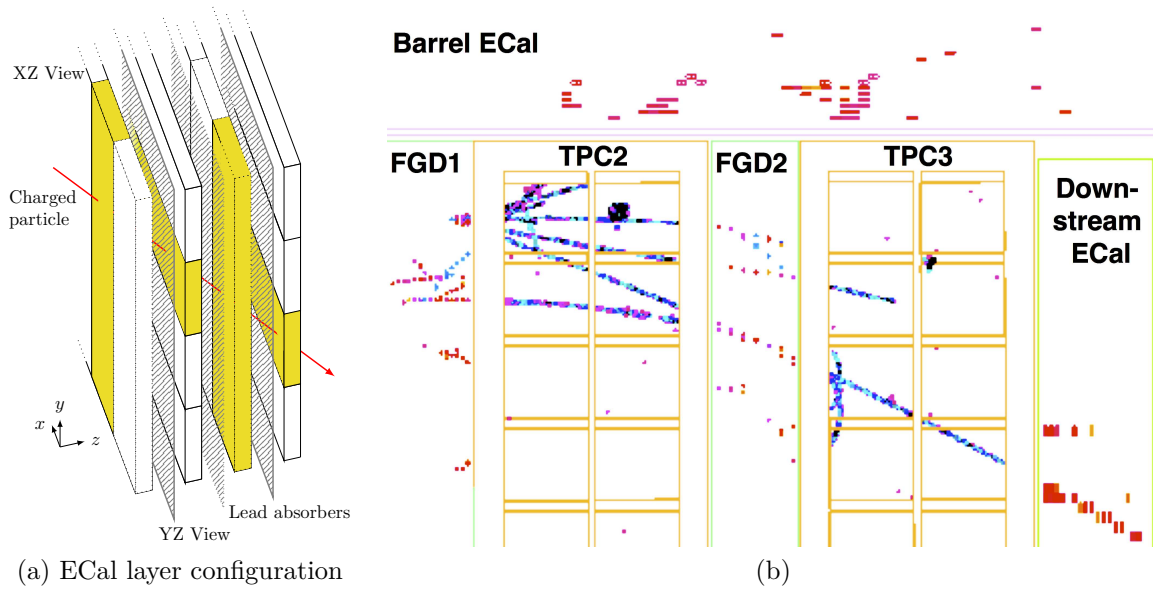 XZ View
Charged
particle
y
x
z
Lead absorbers
YZ View
(a) ECal layer configuration
Barrel ECal
FGD1
TPC2
FGD2
TPC3
Down-
stream
ECal
(b)